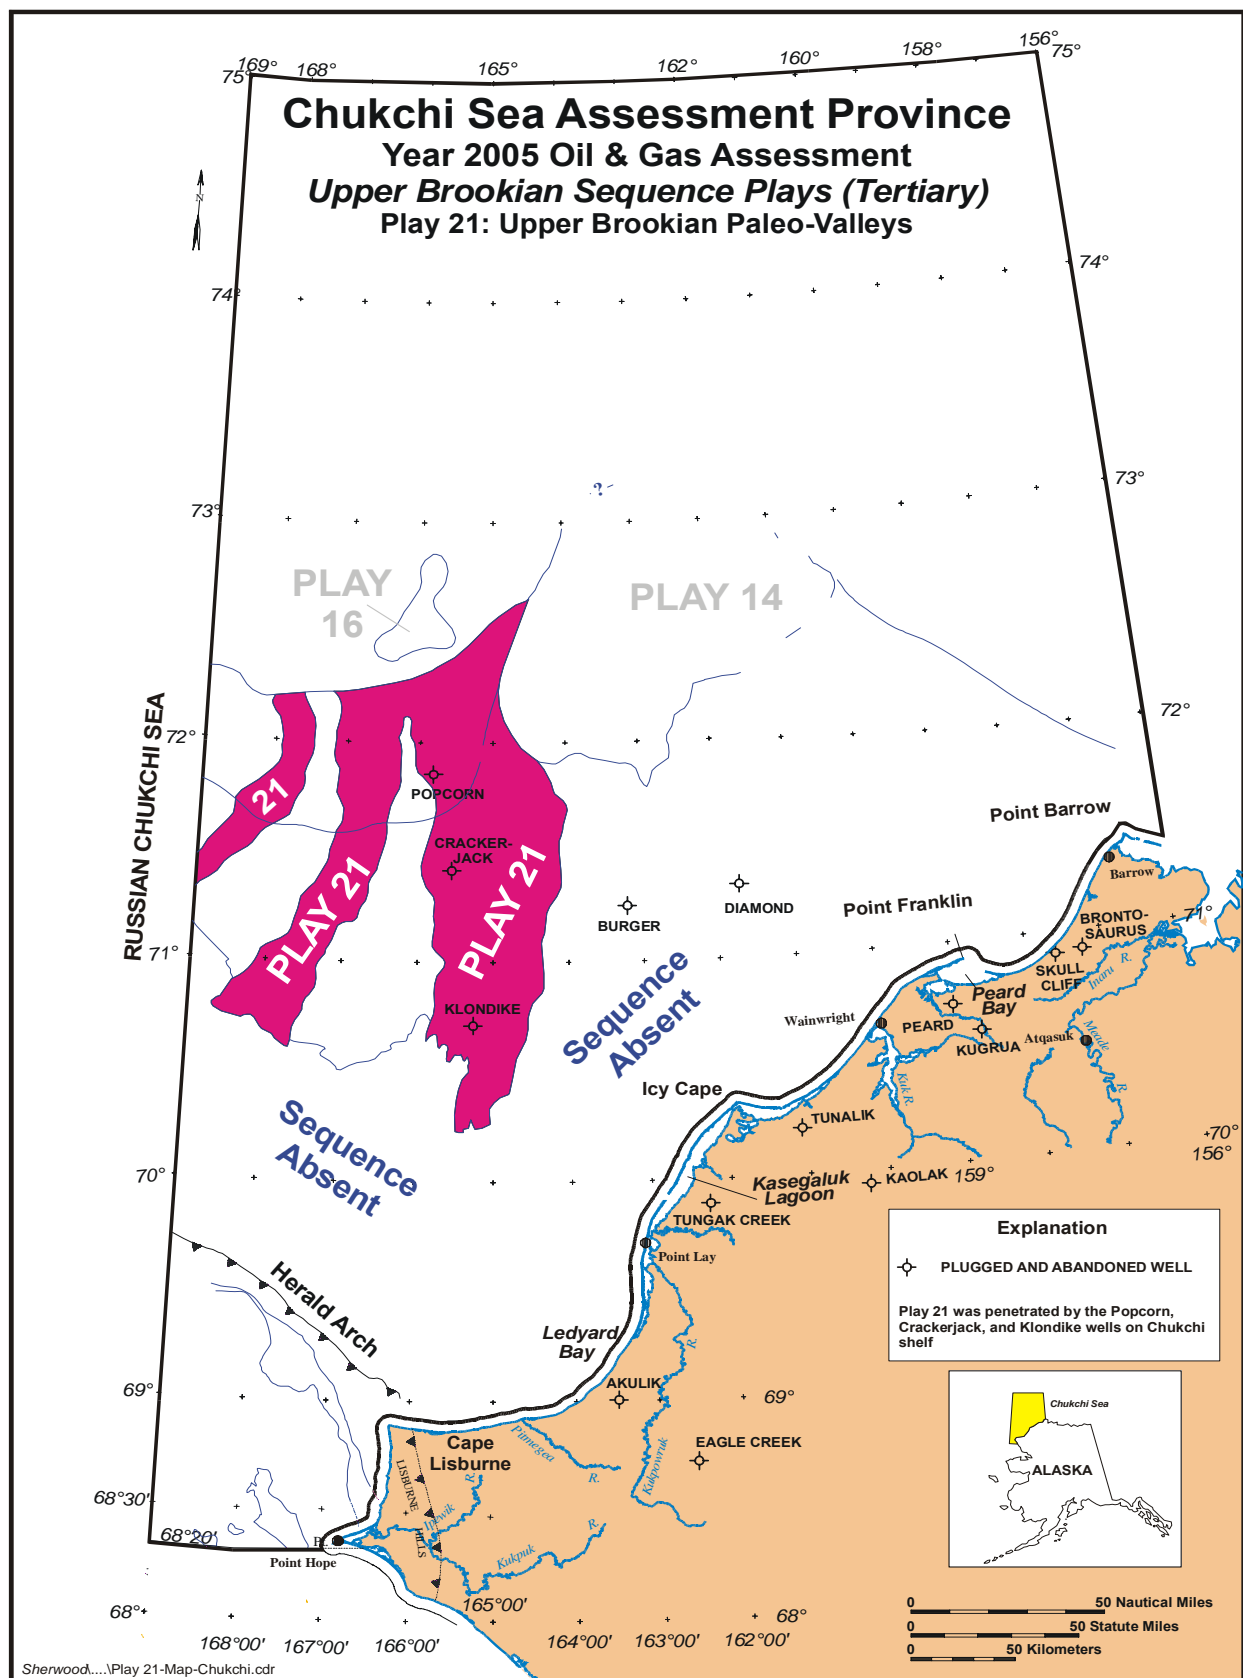 169°
168°
165°
162°
160°
158°
156°
75°
75°
Chukchi Sea Assessment Province
Year 2005 Oil & Gas Assessment
Upper Brookian Sequence Plays (Tertiary)
Play 21: Upper Brookian Paleo-Valleys
N
74°
74°
73°
73°
?
PLAY
16
PLAY 14
72°
72°
RUSSIAN CHUKCHI SEA
21
POPCORN
CRACKER-
JACK
PLAY 21
PLAY 21
KLONDIKE
BURGER
DIAMOND
Point Barrow
Barrow
Point Franklin
BRONTO-
SAURUS
71°
71°
SKULL
CLIFF
Inaru
R.
Peard
Bay
PEARD
KUGRUA
Wainwright
Atqasuk
Meade
R.
Kuk R.
Sequence
Absent
Icy Cape
TUNALIK
Sequence
Absent
70°
70°
156°
159°
KAOLAK
Kasegaluk
Lagoon
TUNGAK CREEK
Point Lay
Herald Arch
Ledyard
Bay
R.
AKULIK
69°
69°
EAGLE CREEK
Kukpowruk
Pitmegea
R.
Cape
Lisburne
LISBURNE
HILLS
Ipewik
R.
Kukpuk
R.
68°30'
68°20'
P
Point Hope
165°00'
68°
68°
168°00'
167°00'
166°00'
164°00'
163°00'
162°00'
Explanation
PLUGGED AND ABANDONED WELL
Play 21 was penetrated by the Popcorn,
Crackerjack, and Klondike wells on Chukchi
shelf
Chukchi Sea
ALASKA
0
50 Nautical Miles
0
50 Statute Miles
0
50 Kilometers
Sherwood\....\Play 21-Map-Chukchi.cdr